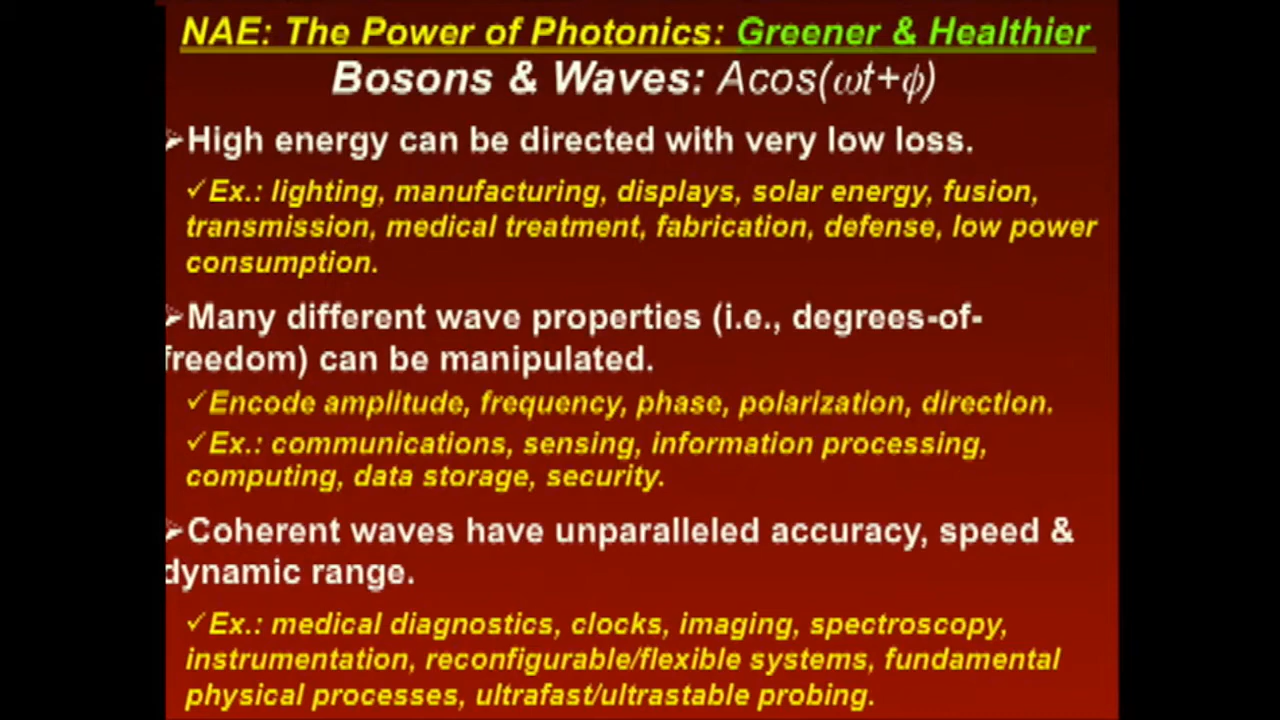 NAE: The Power of Photonics: Greener & Healthier
Bosons & Waves: Acos(ωt+ϕ)
➢High energy can be directed with very low loss.
✓Ex.: lighting, manufacturing, displays, solar energy, fusion,
transmission, medical treatment, fabrication, defense, low power
consumption.
➢Many different wave properties (i.e., degrees-of-
freedom) can be manipulated.
✓Encode amplitude, frequency, phase, polarization, direction.
✓Ex.: communications, sensing, information processing,
computing, data storage, security.
➢Coherent waves have unparalleled accuracy, speed &
dynamic range.
✓Ex.: medical diagnostics, clocks, imaging, spectroscopy,
instrumentation, reconfigurable/flexible systems, fundamental
physical processes, ultrafast/ultrastable probing.